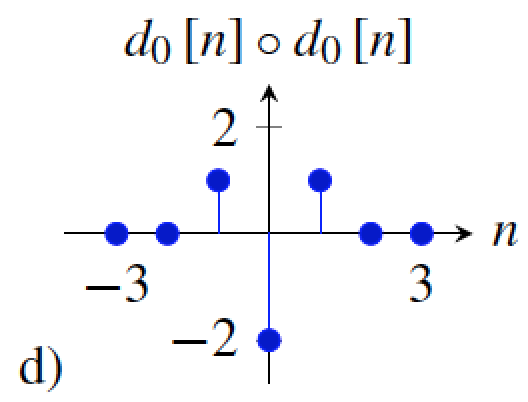 d₀ [n] ∘ d₀ [n]
2
n
−3 3
−2
d)